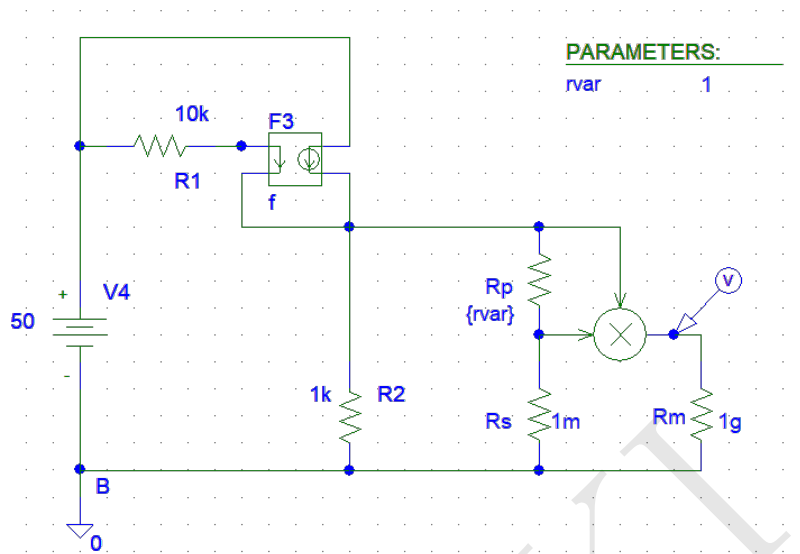 PARAMETERS:
rvar 1
10k
F3
R1
f
+ V4
50
-
Rp
{rvar}
V
1k R2
Rs 1m
Rm 1g
B
0